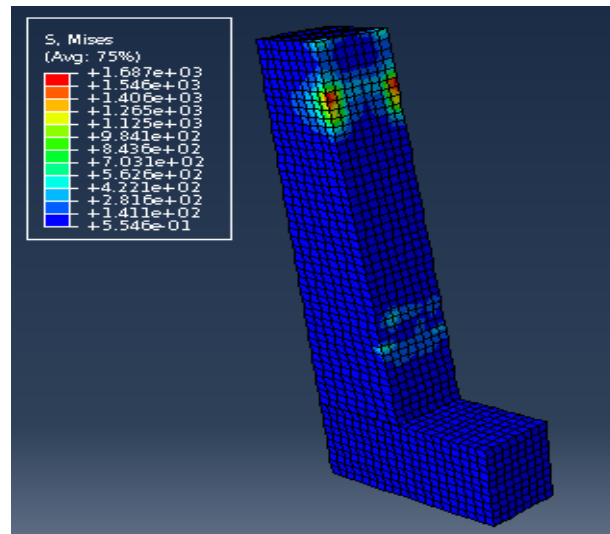 S, Mises
(Avg: 75%)
+1.687e+03
+1.546e+03
+1.406e+03
+1.265e+03
+1.125e+03
+9.841e+02
+8.436e+02
+7.031e+02
+5.626e+02
+4.221e+02
+2.816e+02
+1.411e+02
+5.546e-01